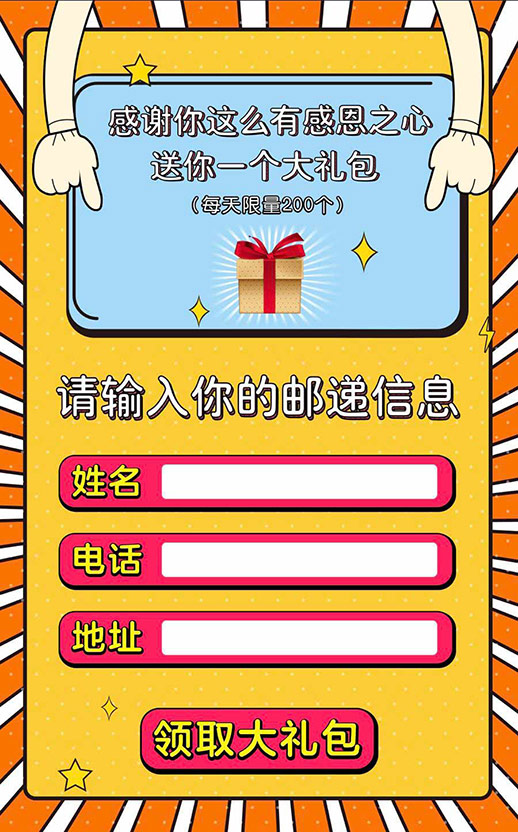 感谢你这么有感恩之心
送你一个大礼包
(每天限量200个)
请输入你的邮递信息
姓名
电话
地址
领取大礼包